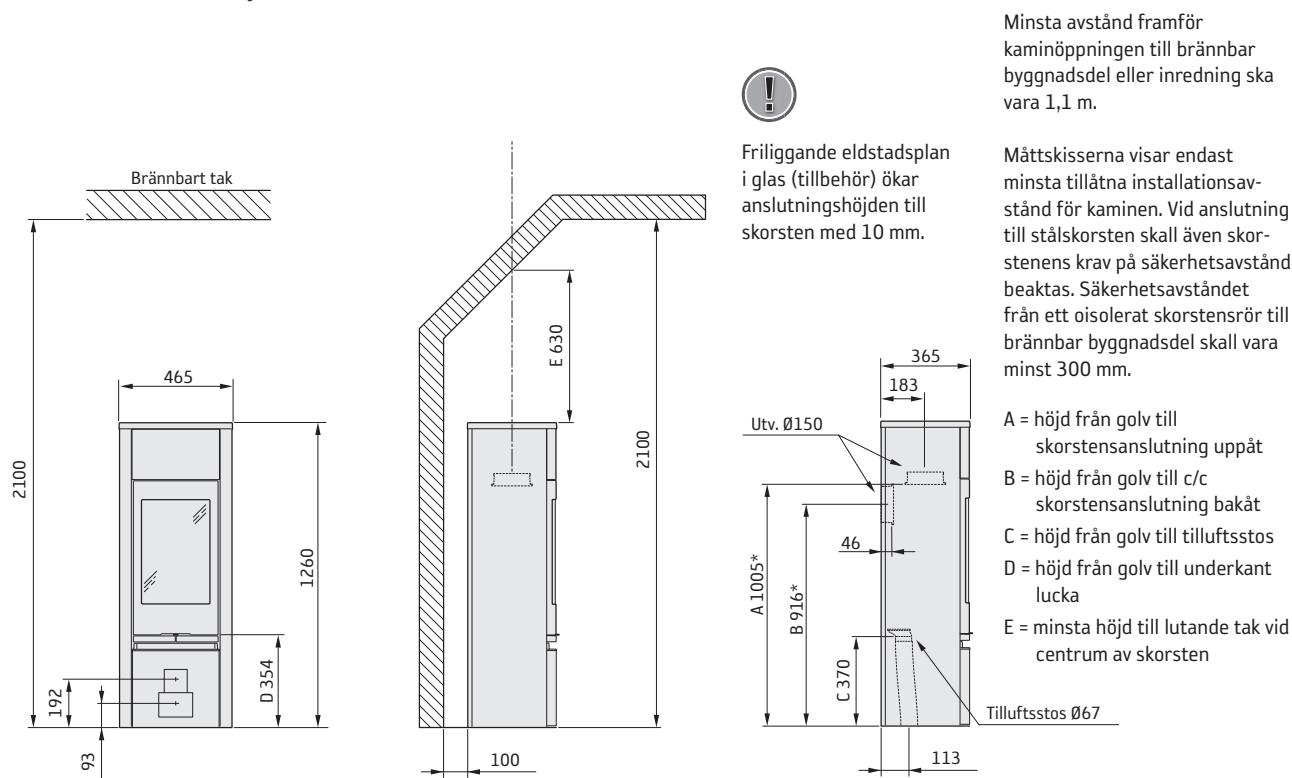 Minsta avstånd framför
kaminöppningen till brännbar
byggnadsdel eller inredning ska
vara 1,1 m.
Friliggande eldstadsplan
i glas (tillbehör) ökar
anslutningshöjden till
skorsten med 10 mm.
Måttskisserna visar endast
minsta tillåtna installationsav-
stånd för kaminen. Vid anslutning
till stålskorsten skall även skor-
stenens krav på säkerhetsavstånd
beaktas. Säkerhetsavståndet
från ett oisolerat skorstensrör till
brännbar byggnadsdel skall vara
minst 300 mm.
A = höjd från golv till
skorstensanslutning uppåt
B = höjd från golv till c/c
skorstensanslutning bakåt
C = höjd från golv till tilluftsstos
D = höjd från golv till underkant
lucka
E = minsta höjd till lutande tak vid
centrum av skorsten
Brännbart tak
2100
465
1260
D 354
192
93
E 630
2100
100
365
183
Utv. Ø150
46
A 1005*
B 916*
C 370
Tilluftsstos Ø67
113